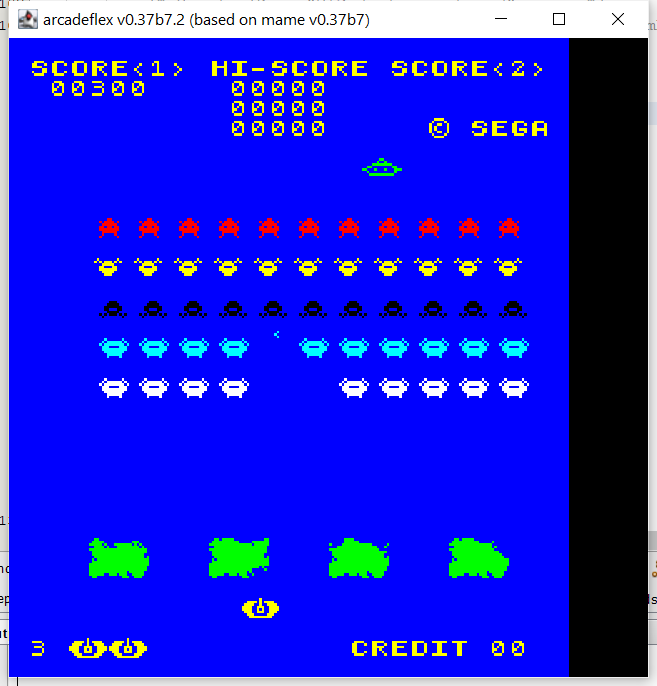 arcadeflex v0.37b7.2 (based on mame v0.37b7)
SCORE<1> HI-SCORE SCORE<2>
00300 00000
00000
00000 © SEGA
3 CREDIT 00